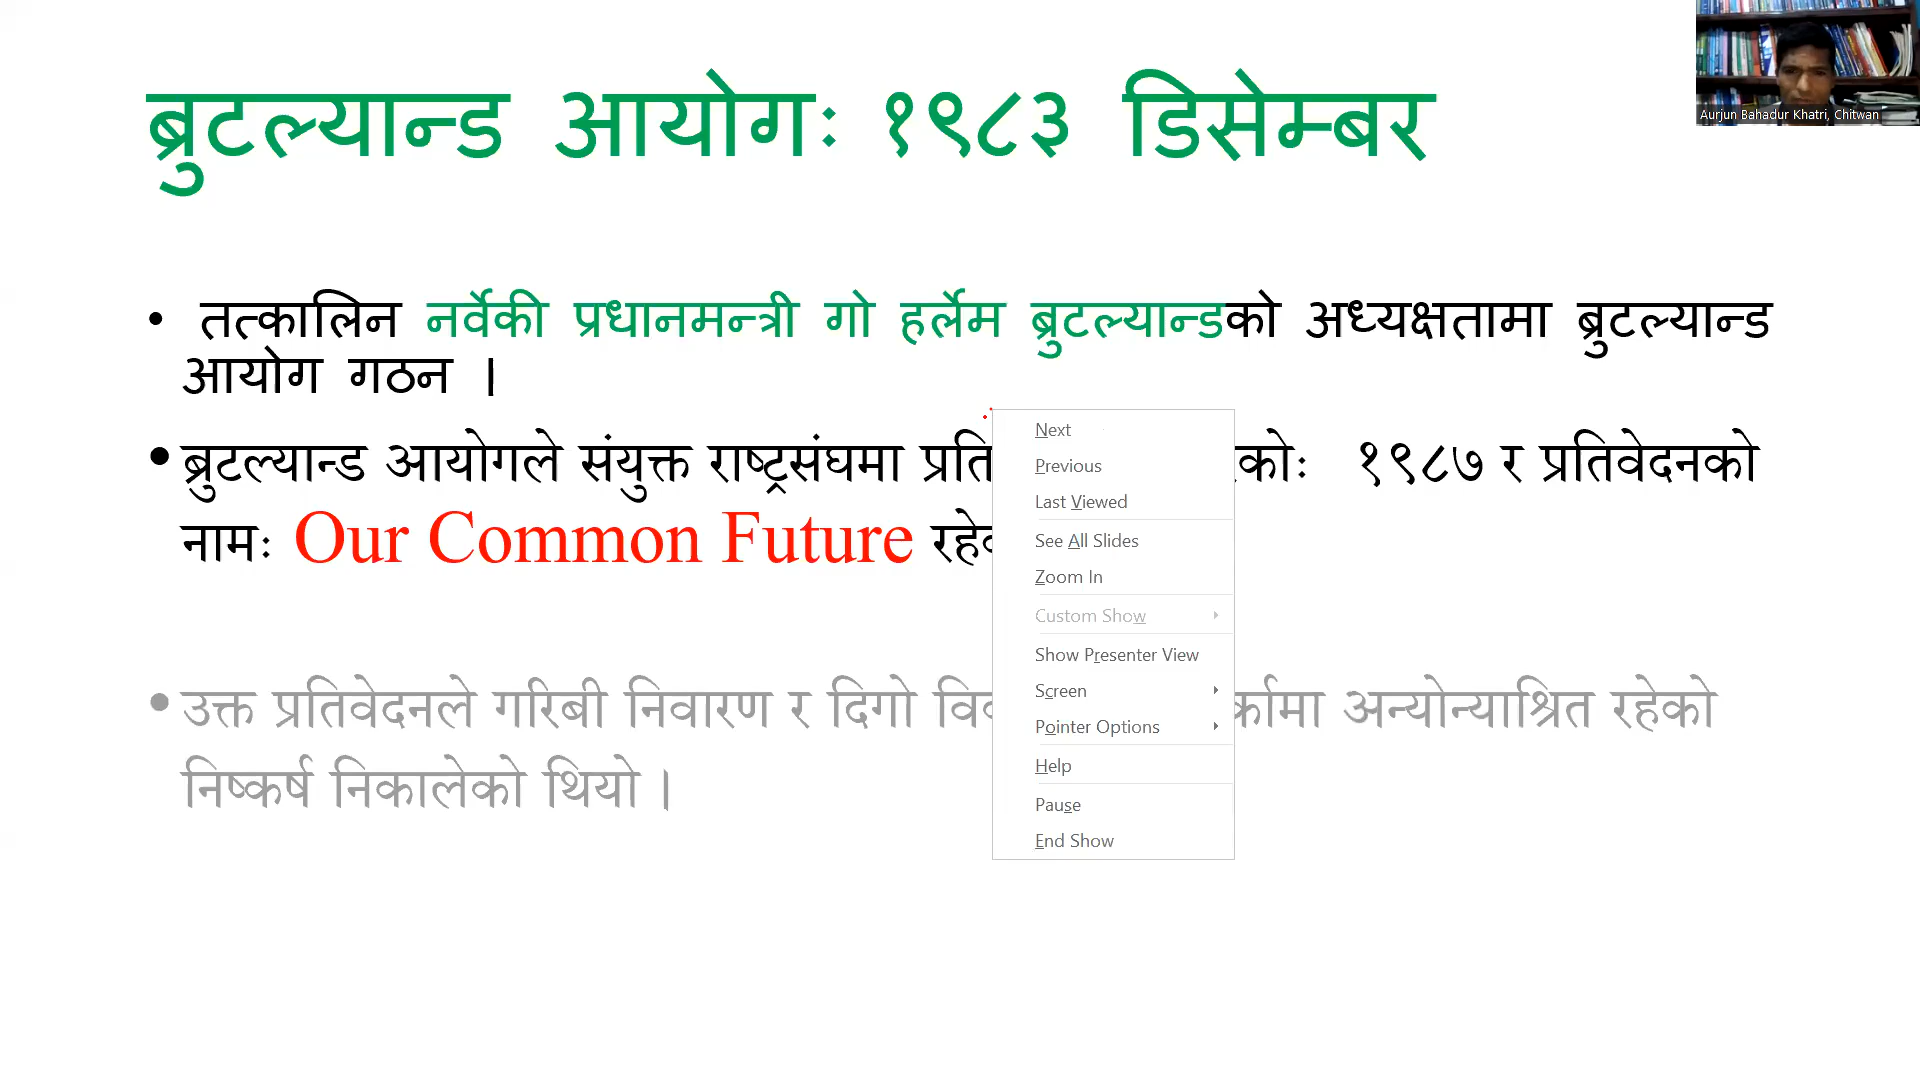 ब्रुटल्यान्ड आयोगः १९८३ डिसेम्बर
Aurjun Bahadur Khatri, Chitwan
• तत्कालिन नर्वेकी प्रधानमन्त्री गो हर्लेम ब्रुटल्यान्डको अध्यक्षतामा ब्रुटल्यान्ड
आयोग गठन ।
• ब्रुटल्यान्ड आयोगले संयुक्त राष्ट्रसंघमा १९८७ र प्रतिवेदनको
नामः Our Common Future
• उक्त प्रतिवेदनले गरिबी निवारण र दिगो अन्योन्याश्रित रहेको
निष्कर्ष निकालेको थियो ।
Next
Previous
Last Viewed
See All Slides
Zoom In
Custom Show
Show Presenter View
Screen
Pointer Options
Help
Pause
End Show